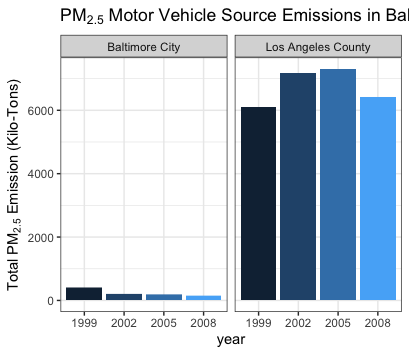 PM2.5 Motor Vehicle Source Emissions in Bal
Baltimore City
Los Angeles County
Total PM2.5 Emission (Kilo-Tons)
6000
4000
2000
0
1999 2002 2005 2008 1999 2002 2005 2008
year